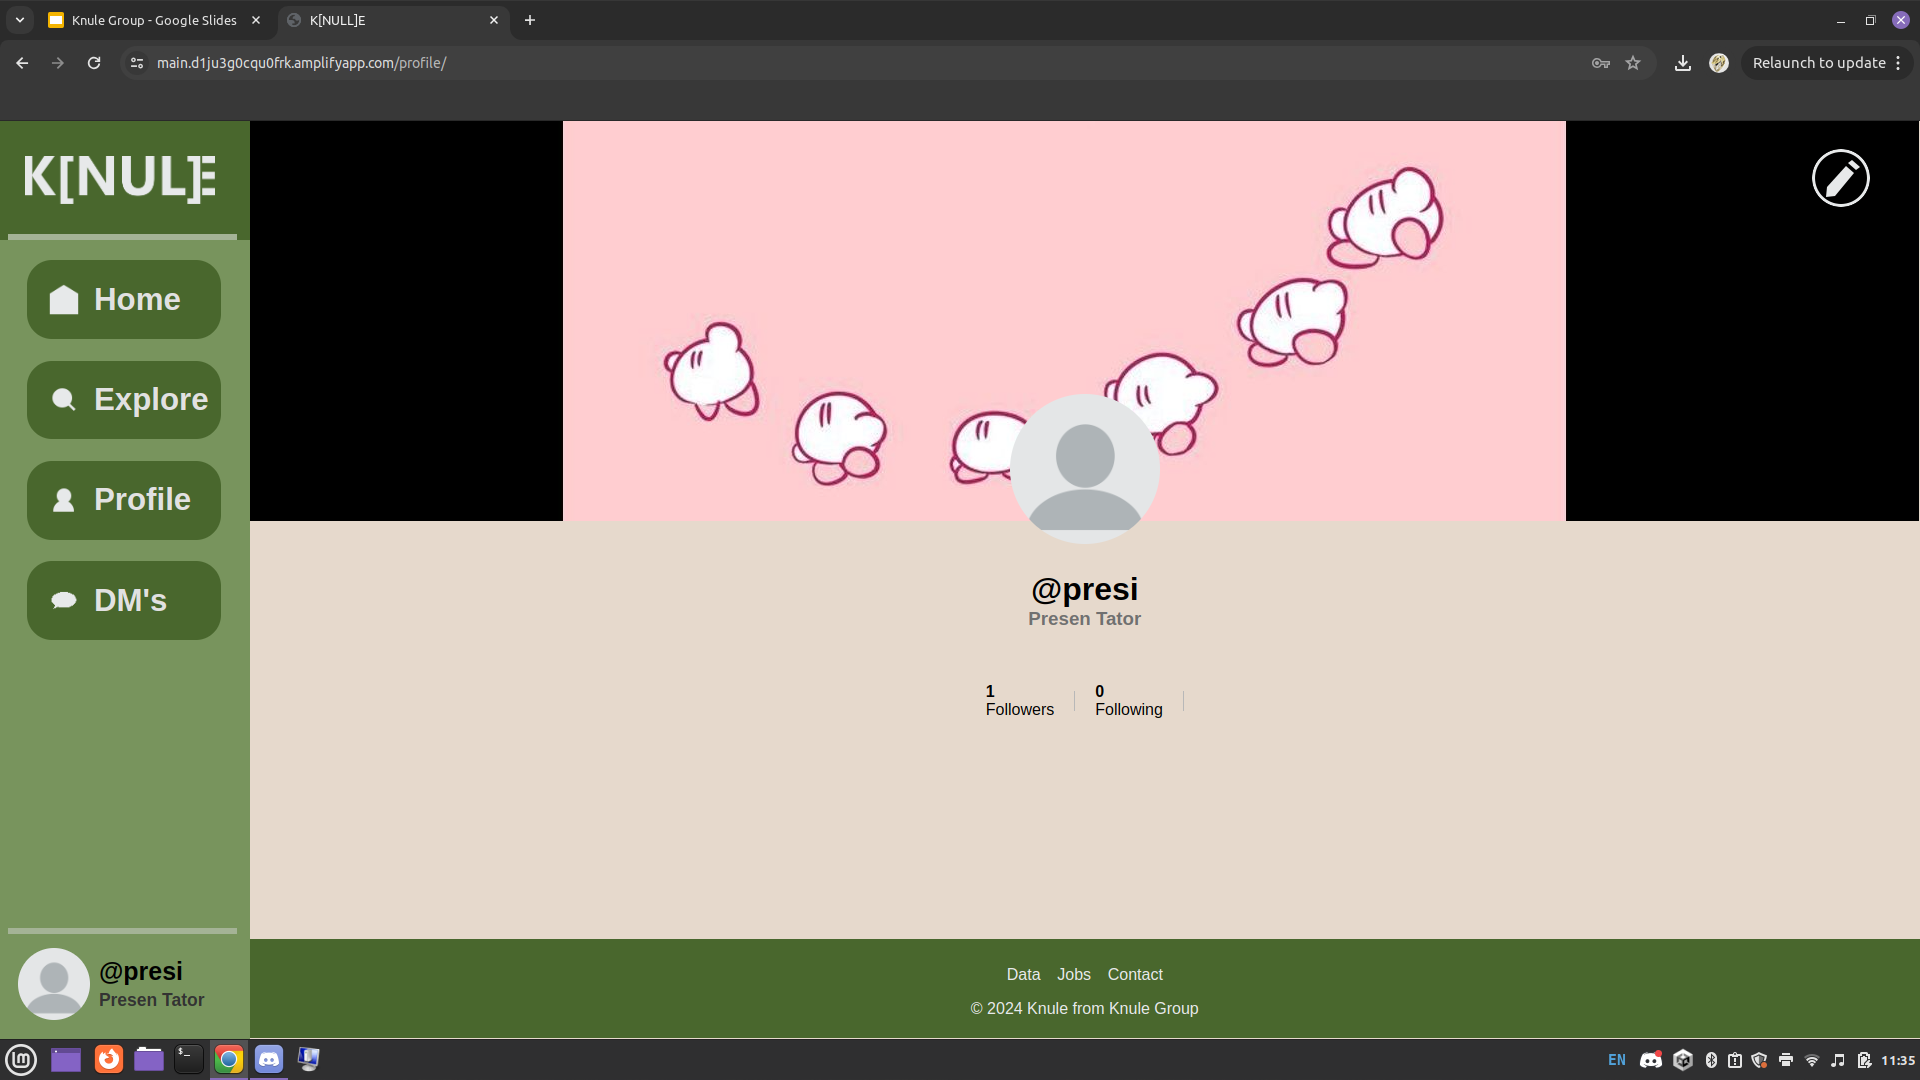 Knule Group - Google Slides
K[NULL]E
main.d1ju3g0cqu0frk.amplifyapp.com/profile/
Relaunch to update
K[NUL]E
Home
Explore
Profile
DM's
@presi
Presen Tator
1
Followers
0
Following
@presi
Presen Tator
Data Jobs Contact
© 2024 Knule from Knule Group
$_
EN
11:35